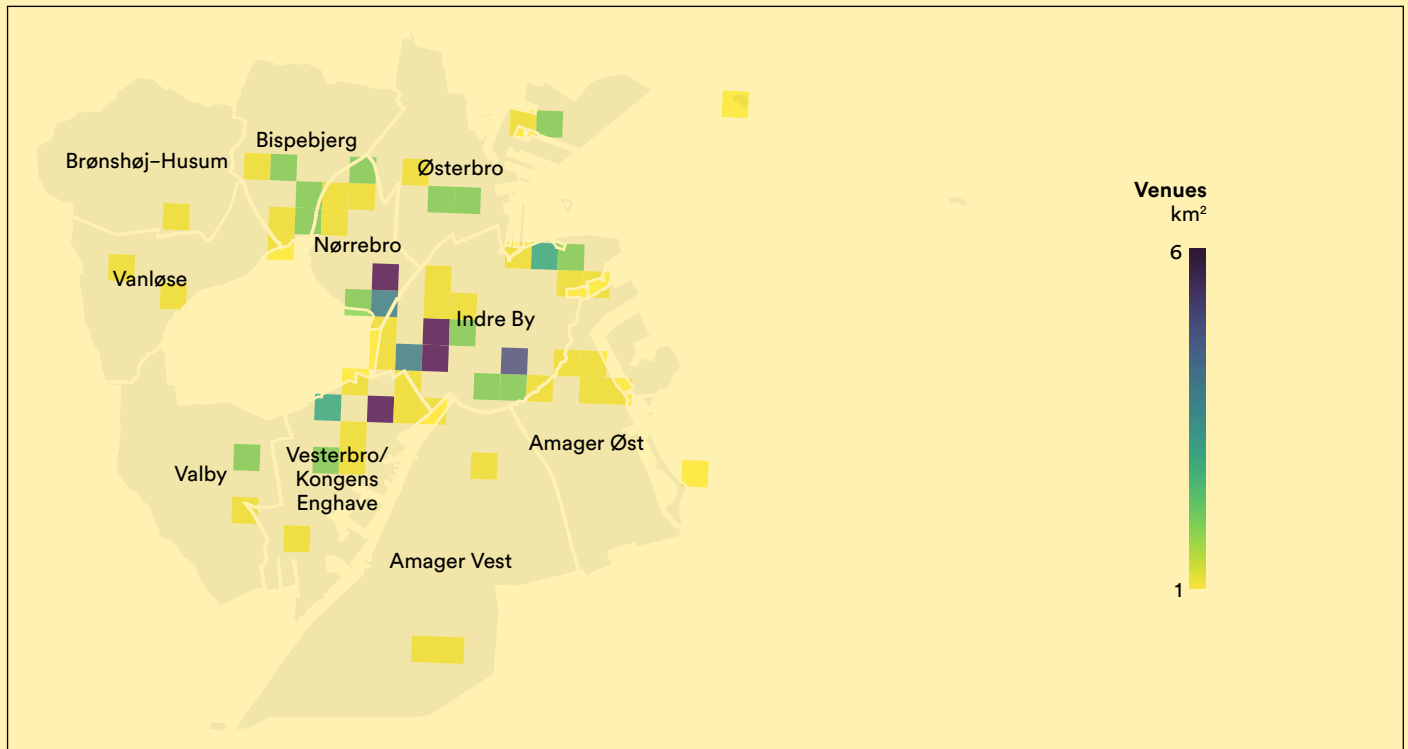 Bispebjerg
Brønshøj–Husum
Østerbro
Nørrebro
Vanløse
Indre By
Amager Øst
Valby
Vesterbro/
Kongens
Enghave
Amager Vest
Venues
km²
6
1